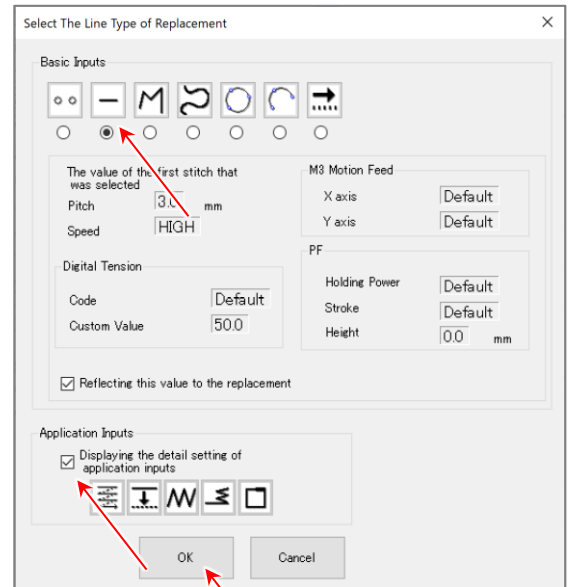 Select The Line Type of Replacement
Basic Inputs
The value of the first stitch that
was selected
Pitch 3.0 mm
Speed HIGH
M3 Motion Feed
X axis Default
Y axis Default
Digital Tension
Code Default
Custom Value 50.0
PF
Holding Power Default
Stroke Default
Height 0.0 mm
Reflecting this value to the replacement
Application Inputs
Displaying the detail setting of
application inputs
OK Cancel